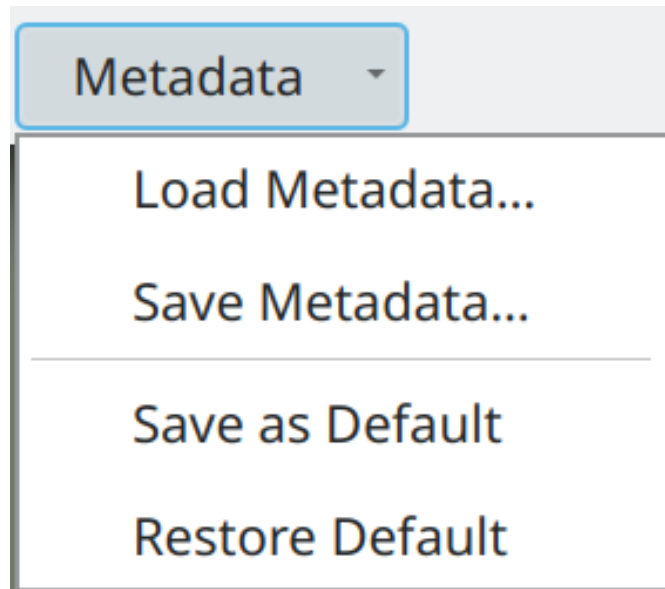 Metadata
Load Metadata...
Save Metadata...
Save as Default
Restore Default